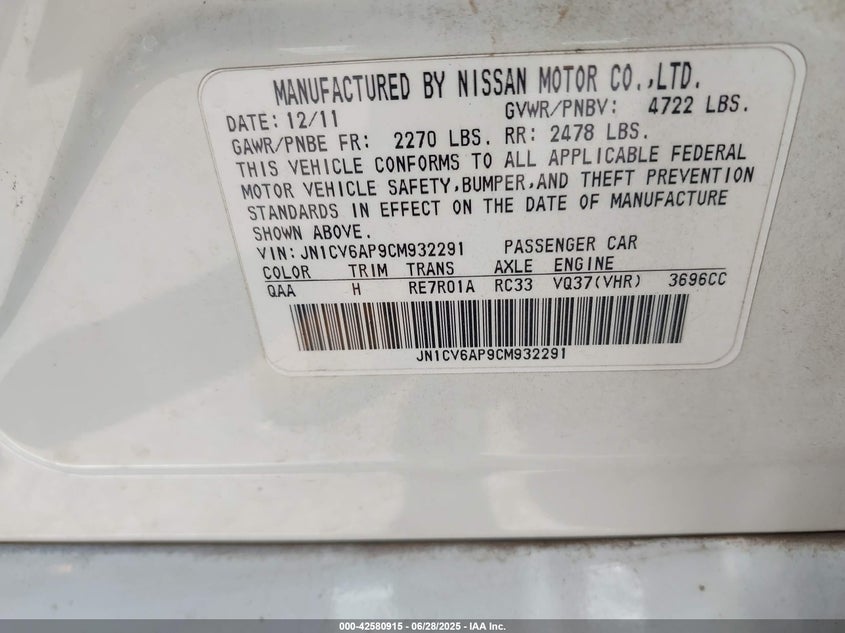 MANUFACTURED BY NISSAN MOTOR CO.,LTD.
DATE: 12/11 GVWR/PNBV: 4722 LBS.
GAWR/PNBE FR: 2270 LBS. RR: 2478 LBS.
THIS VEHICLE CONFORMS TO ALL APPLICABLE FEDERAL
MOTOR VEHICLE SAFETY,BUMPER,AND THEFT PREVENTION
STANDARDS IN EFFECT ON THE DATE OF MANUFACTURE
SHOWN ABOVE.
VIN: JN1CV6AP9CM932291 PASSENGER CAR
COLOR TRIM TRANS AXLE ENGINE
QAA H RE7R01A RC33 VQ37(VHR) 3696CC
JN1CV6AP9CM932291
000-42580915 - 06/28/2025 - IAA Inc.